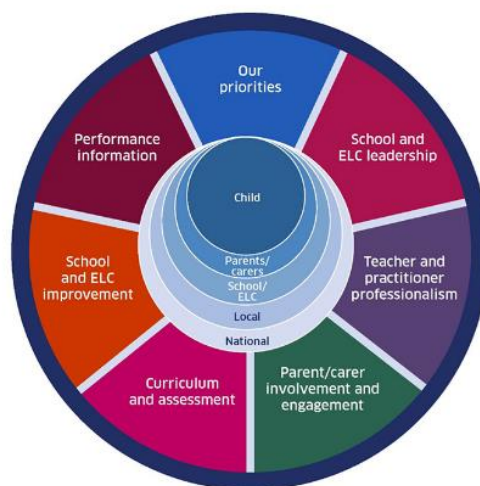 Our
priorities
School and
ELC leadership
Teacher and
practitioner
professionalism
Parent/carer
involvement and
engagement
Curriculum
and assessment
School
and ELC
improvement
Performance
information
Child
Parents/
carers
School/
ELC
Local
National